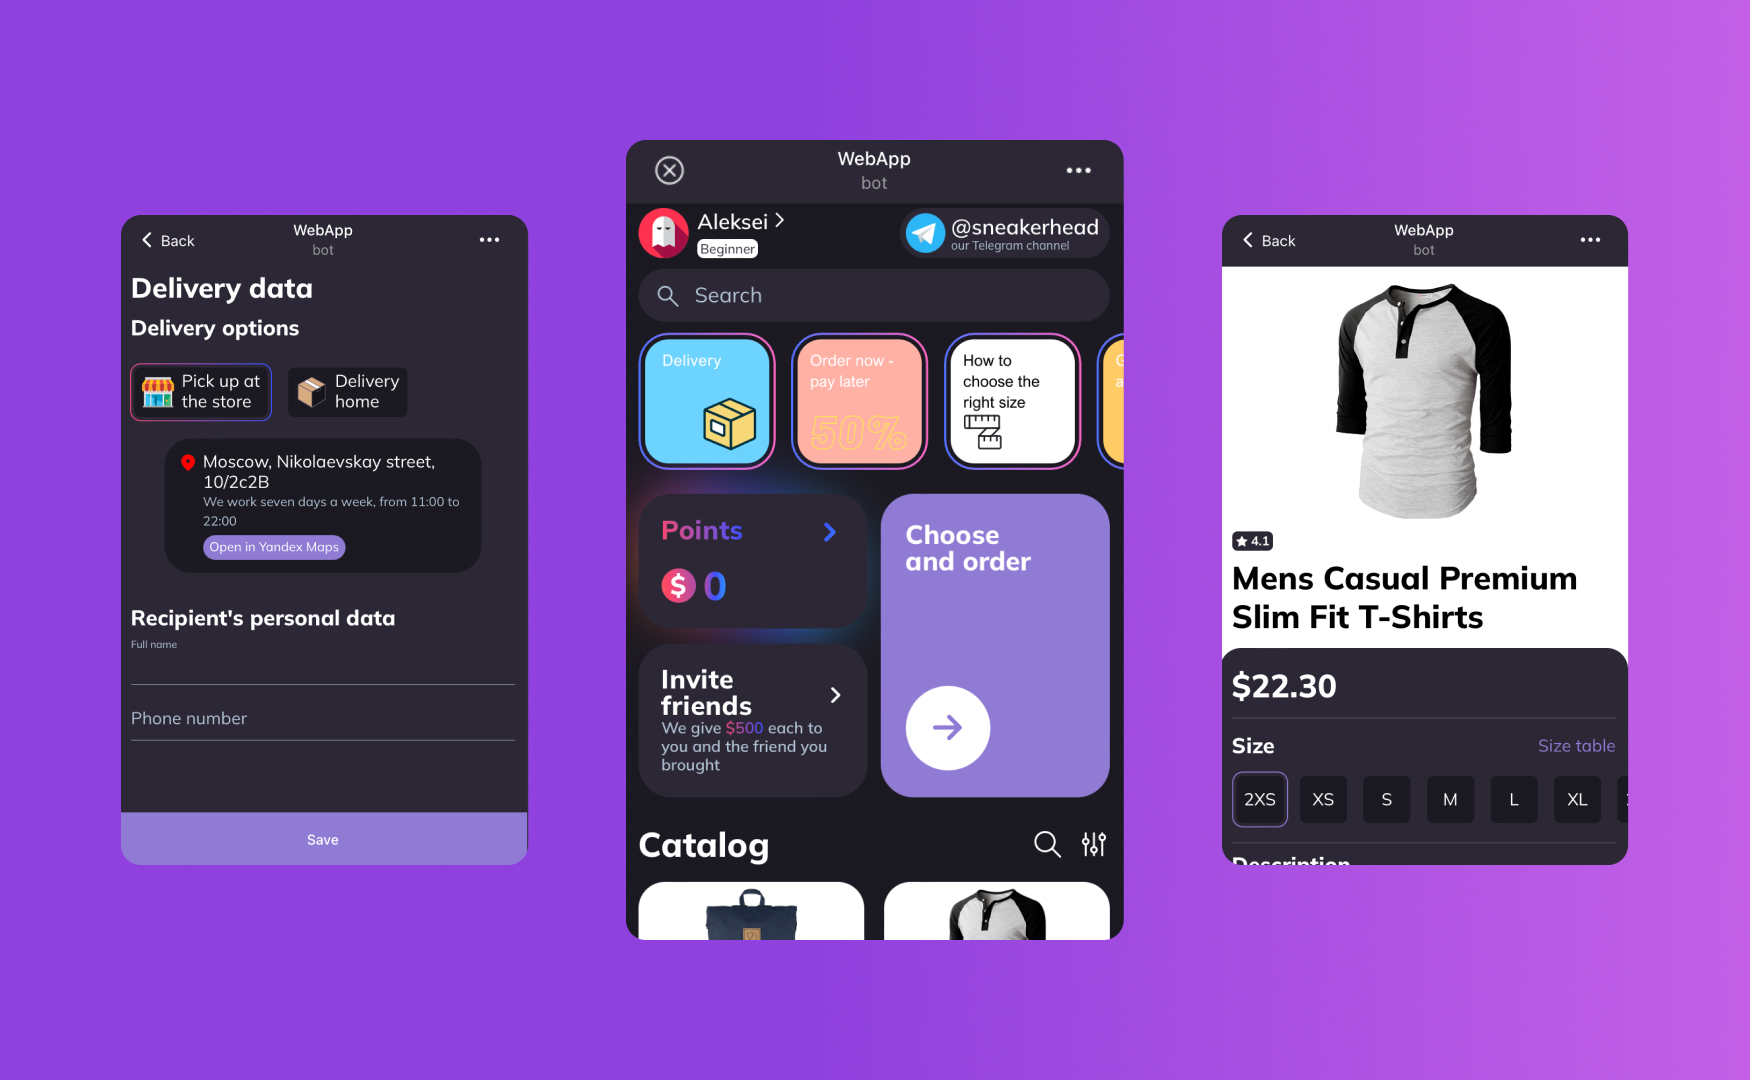 Back
WebApp
bot
Delivery data
Delivery options
Pick up at
the store
Delivery
home
Moscow, Nikolaevskay street,
10/2c2B
We work seven days a week, from 11:00 to
22:00
Open in Yandex Maps
Recipient's personal data
Full name
Phone number
Save
WebApp
bot
Aleksei
Beginner
@sneakerhead
our Telegram channel
Search
Delivery
Order now -
pay later
50%
How to
choose the
right size
Points
$ 0
Choose
and order
Invite
friends
We give $500 each to
you and the friend you
brought
Catalog
Back
WebApp
bot
4.1
Mens Casual Premium
Slim Fit T-Shirts
$22.30
Size
Size table
2XS XS S M L XL
Description